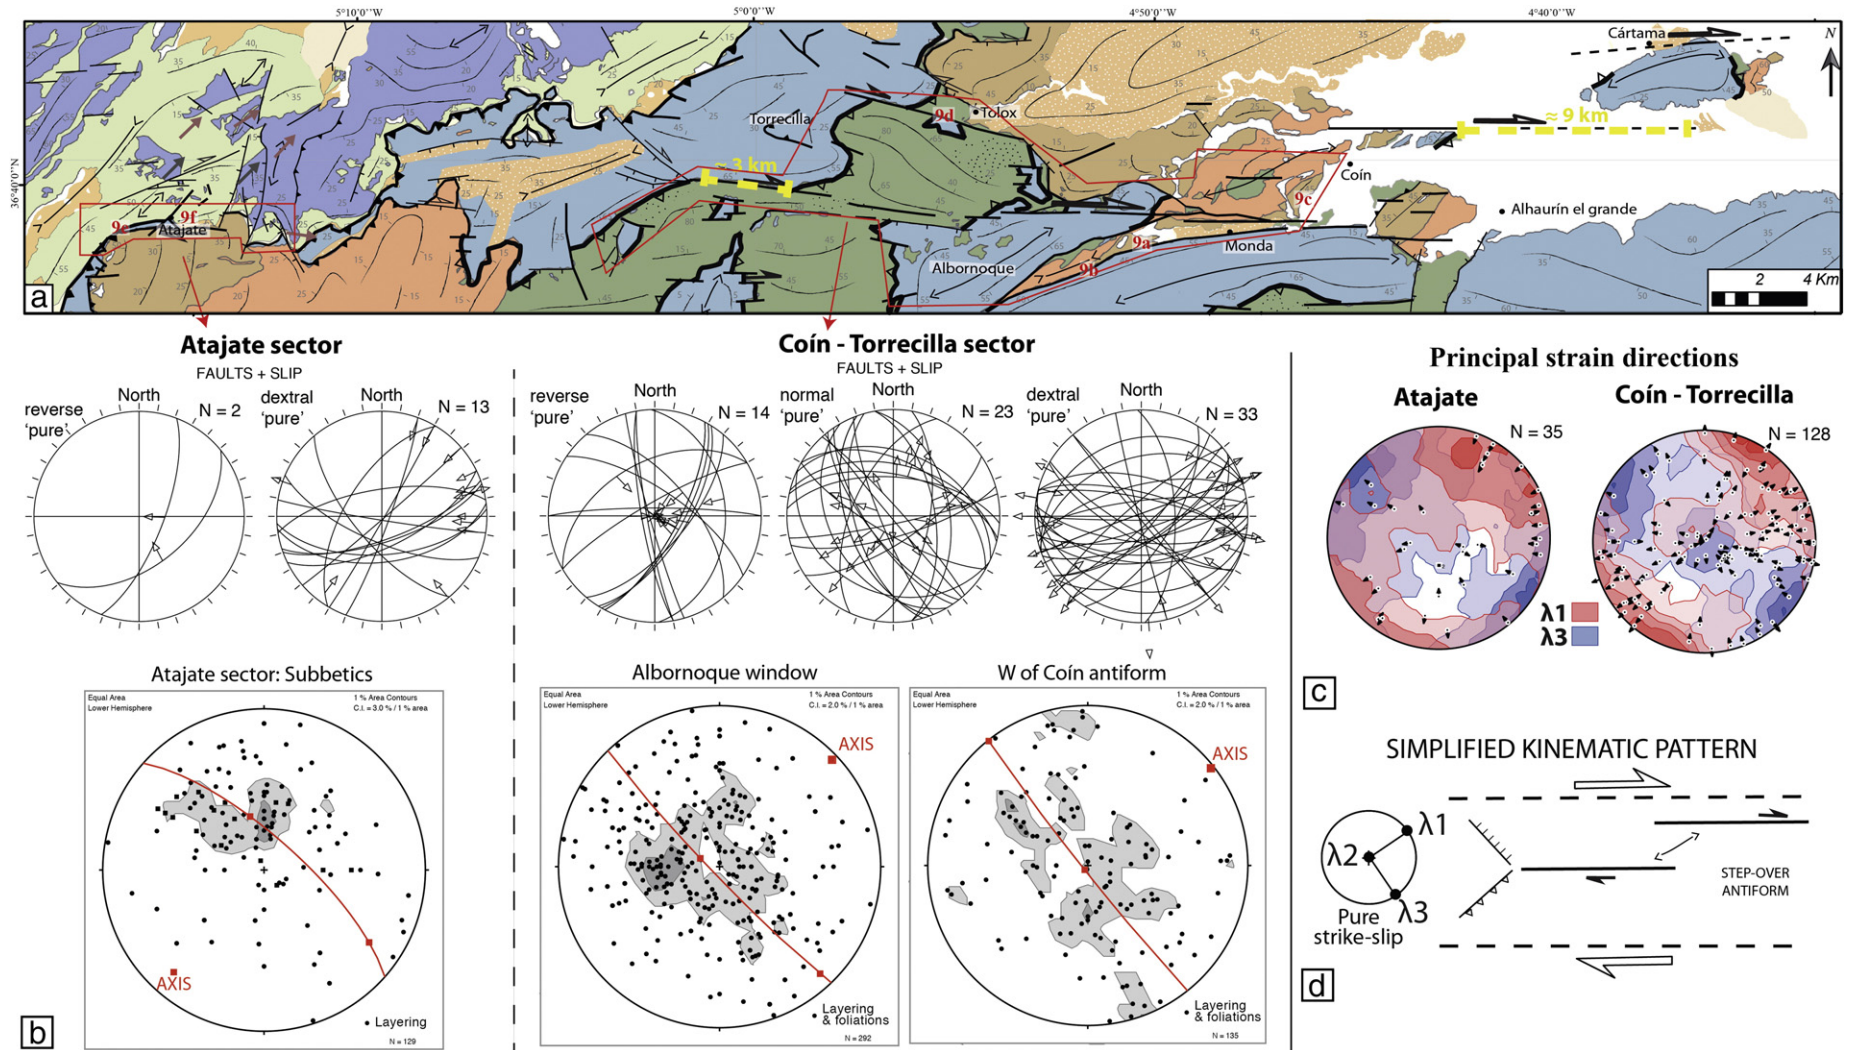 5°10'0"W
5°0'0"W
4°50'0"W
4°40'0"W
36°40'0"N
Cártama
N
Torrecilla
9d
Tolox
≈ 9 km
≈ 3 km
Coín
9f
9e
Atajate
9c
Alhaurín el grande
9a
Monda
Albornoque
9b
2 4 Km
a
Atajate sector
FAULTS + SLIP
reverse
'pure'
North
N = 2
dextral
'pure'
N = 13
Coín - Torrecilla sector
FAULTS + SLIP
reverse
'pure'
North
N = 14
normal
'pure'
North
N = 23
dextral
'pure'
North
N = 33
Principal strain directions
Atajate
N = 35
Coín - Torrecilla
N = 128
λ1
λ3
c
Atajate sector: Subbetics
Equal Area
Lower Hemisphere
1 % Area Contours
C.I. = 3.0 % / 1 % area
AXIS
Layering
N = 129
Albornoque window
Equal Area
Lower Hemisphere
1 % Area Contours
C.I. = 2.0 % / 1 % area
AXIS
Layering
& foliations
N = 292
W of Coín antiform
Equal Area
Lower Hemisphere
1 % Area Contours
C.I. = 2.0 % / 1 % area
AXIS
Layering
& foliations
N = 135
b
SIMPLIFIED KINEMATIC PATTERN
λ1
λ2
λ3
Pure
strike-slip
STEP-OVER
ANTIFORM
d